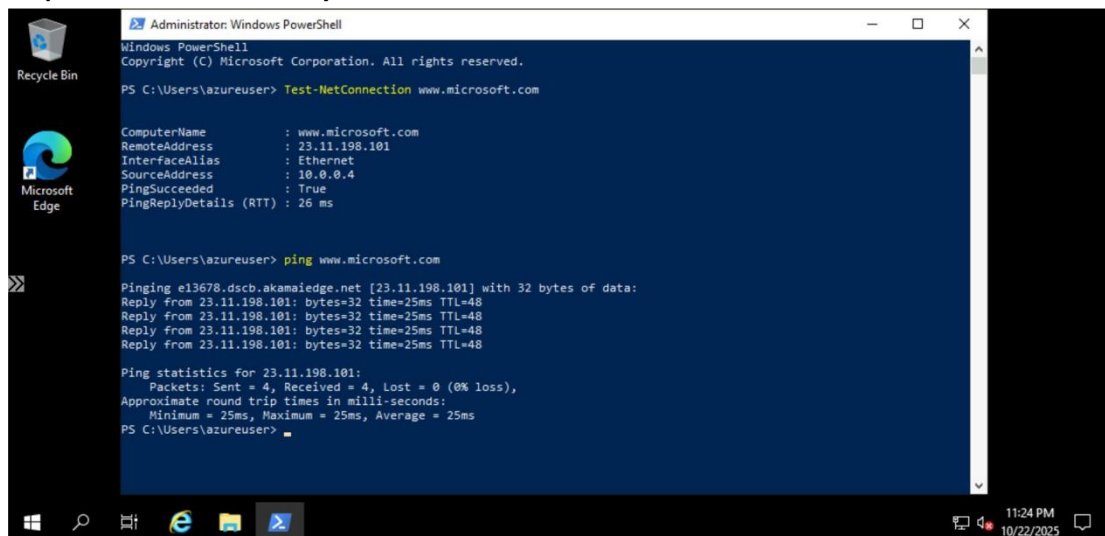 Recycle Bin
Microsoft
Edge
Administrator: Windows PowerShell
Windows PowerShell
Copyright (C) Microsoft Corporation. All rights reserved.
PS C:\Users\azureuser> Test-NetConnection www.microsoft.com
ComputerName : www.microsoft.com
RemoteAddress : 23.11.198.101
InterfaceAlias : Ethernet
SourceAddress : 10.0.0.4
PingSucceeded : True
PingReplyDetails (RTT) : 26 ms
PS C:\Users\azureuser> ping www.microsoft.com
Pinging e13678.dscb.akamaiedge.net [23.11.198.101] with 32 bytes of data:
Reply from 23.11.198.101: bytes=32 time=25ms TTL=48
Reply from 23.11.198.101: bytes=32 time=25ms TTL=48
Reply from 23.11.198.101: bytes=32 time=25ms TTL=48
Reply from 23.11.198.101: bytes=32 time=25ms TTL=48
Ping statistics for 23.11.198.101:
Packets: Sent = 4, Received = 4, Lost = 0 (0% loss),
Approximate round trip times in milli-seconds:
Minimum = 25ms, Maximum = 25ms, Average = 25ms
PS C:\Users\azureuser>
11:24 PM
10/22/2025